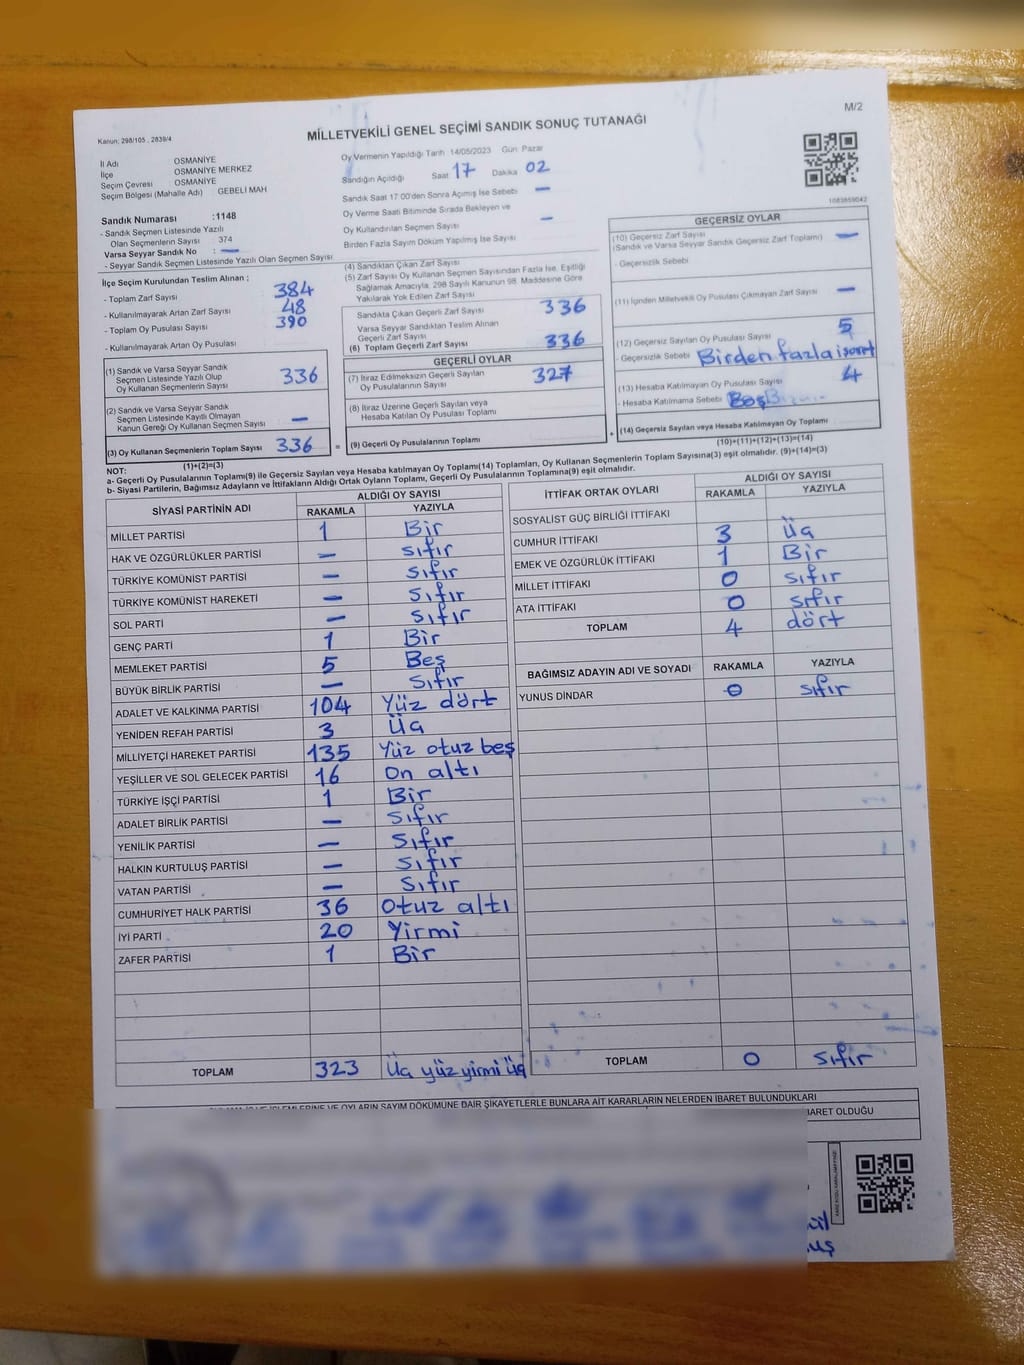 M/2
Kanun: 298/105 , 2839/4
MİLLETVEKİLİ GENEL SEÇİMİ SANDIK SONUÇ TUTANAĞI
İl Adı OSMANİYE
İlçe OSMANİYE MERKEZ
Seçim Çevresi OSMANİYE
Seçim Bölgesi (Mahalle Adı) GEBELİ MAH
Sandık Numarası :1148
- Sandık Seçmen Listesinde Yazılı
Olan Seçmenlerin Sayısı 374
Varsa Seyyar Sandık No : —
- Seyyar Sandık Seçmen Listesinde Yazılı Olan Seçmen Sayısı
Oy Vermenin Yapıldığı Tarih 14/05/2023 Gün Pazar
Sandığın Açıldığı Saat 17 Dakika 02
Sandık Saat 17 00'den Sonra Açımış İse Sebebi —
Oy Verme Saati Bitiminde Sırada Bekleyen ve
Oy Kullandırılan Seçmen Sayısı —
Birden Fazla Sayım Döküm Yapılmış İse Sayısı
1083859042
İlçe Seçim Kurulundan Teslim Alınan ;
- Toplam Zarf Sayısı 384
- Kullanılmayarak Artan Zarf Sayısı 48
- Toplam Oy Pusulası Sayısı 390
- Kullanılmayarak Artan Oy Pusulası
(1) Sandık ve Varsa Seyyar Sandık
Seçmen Listesinde Yazılı Olup
Oy Kullanan Seçmenlerin Sayısı 336
(2) Sandık ve Varsa Seyyar Sandık
Seçmen Listesinde Kayıtlı Olmayan
Kanun Gereği Oy Kullanan Seçmen Sayısı —
(3) Oy Kullanan Seçmenlerin Toplam Sayısı 336
(1)+(2)=(3)
(4) Sandıktan Çıkan Zarf Sayısı
(5) Zarf Sayısı Oy Kullanan Seçmen Sayısından Fazla İse, Eşitliği
Sağlamak Amacıyla, 298 Sayılı Kanunun 98. Maddesine Göre
Yakılarak Yok Edilen Zarf Sayısı
Sandıkta Çıkan Geçerli Zarf Sayısı 336
Varsa Seyyar Sandıktan Teslim Alınan
Geçerli Zarf Sayısı
(6) Toplam Geçerli Zarf Sayısı 336
GEÇERLİ OYLAR
(7) İtiraz Edilmeksizin Geçerli Sayılan
Oy Pusulalarının Sayısı 327
(8) İtiraz Üzerine Geçerli Sayılan veya
Hesaba Katılan Oy Pusulası Toplamı
= (9) Geçerli Oy Pusulalarının Toplamı +
GEÇERSİZ OYLAR
(10) Geçersiz Zarf Sayısı —
(Sandık ve Varsa Seyyar Sandık Geçersiz Zarf Toplamı)
- Geçersizlik Sebebi
(11) İçinden Milletvekili Oy Pusulası Çıkmayan Zarf Sayısı —
(12) Geçersiz Sayılan Oy Pusulası Sayısı 5
- Geçersizlik Sebebi Birden fazla işaret
(13) Hesaba Katılmayan Oy Pusulası Sayısı 4
- Hesaba Katılmama Sebebi Boş
(14) Geçersiz Sayılan veya Hesaba Katılmayan Oy Toplamı
(10)+(11)+(12)+(13)=(14)
NOT:
a- Geçerli Oy Pusulalarının Toplam(9) ile Geçersiz Sayılan veya Hesaba katılmayan Oy Toplamı(14) Toplamları, Oy Kullanan Seçmenlerin Toplam Sayısına(3) eşit olmalıdır. (9)+(14)=(3)
b- Siyasi Partilerin, Bağımsız Adayların ve İttifakların Aldığı Ortak Oyların Toplamı, Geçerli Oy Pusulalarının Toplamına(9) eşit olmalıdır.
SİYASİ PARTİNİN ADI ALDIĞI OY SAYISI
RAKAMLA YAZIYLA
MİLLET PARTİSİ 1 Bir
HAK VE ÖZGÜRLÜKLER PARTİSİ — sıfır
TÜRKİYE KOMÜNİST PARTİSİ — sıfır
TÜRKİYE KOMÜNİST HAREKETİ — sıfır
SOL PARTİ — sıfır
GENÇ PARTİ 1 Bir
MEMLEKET PARTİSİ 5 Beş
BÜYÜK BİRLİK PARTİSİ — sıfır
ADALET VE KALKINMA PARTİSİ 104 Yüz dört
YENİDEN REFAH PARTİSİ 3 Üç
MİLLİYETÇİ HAREKET PARTİSİ 135 Yüz otuz beş
YEŞİLLER VE SOL GELECEK PARTİSİ 16 On altı
TÜRKİYE İŞÇİ PARTİSİ 1 Bir
ADALET BİRLİK PARTİSİ — sıfır
YENİLİK PARTİSİ — sıfır
HALKIN KURTULUŞ PARTİSİ — sıfır
VATAN PARTİSİ — sıfır
CUMHURİYET HALK PARTİSİ 36 Otuz altı
İYİ PARTİ 20 Yirmi
ZAFER PARTİSİ 1 Bir
TOPLAM 323 Üç yüz yirmi üç
İTTİFAK ORTAK OYLARI ALDIĞI OY SAYISI
RAKAMLA YAZIYLA
SOSYALİST GÜÇ BİRLİĞİ İTTİFAKI
CUMHUR İTTİFAKI 3 Üç
EMEK VE ÖZGÜRLÜK İTTİFAKI 1 Bir
MİLLET İTTİFAKI 0 sıfır
ATA İTTİFAKI 0 sıfır
TOPLAM 4 dört
BAĞIMSIZ ADAYIN ADI VE SOYADI RAKAMLA YAZIYLA
YUNUS DİNDAR 0 sıfır
TOPLAM 0 sıfır
İŞLEMLERİNE VE OYLARIN SAYIM DÖKÜMÜNE DAİR ŞİKAYETLERLE BUNLARA AİT KARARLARIN NELERDEN İBARET BULUNDUKLARI
İBARET OLDUĞU